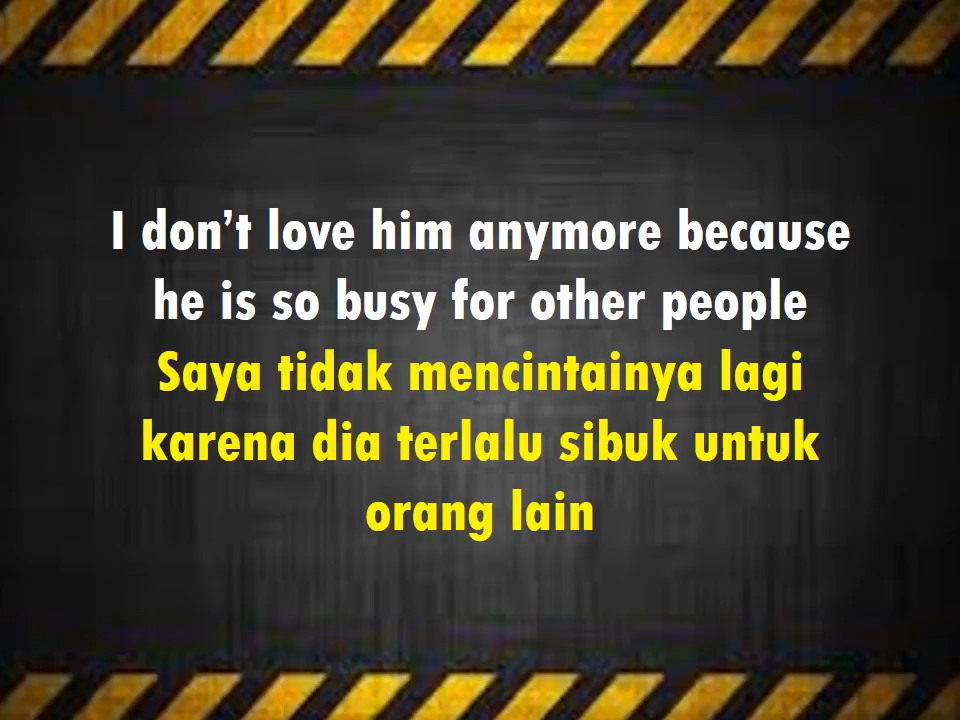 I don’t love him anymore because
he is so busy for other people
Saya tidak mencintainya lagi
karena dia terlalu sibuk untuk
orang lain